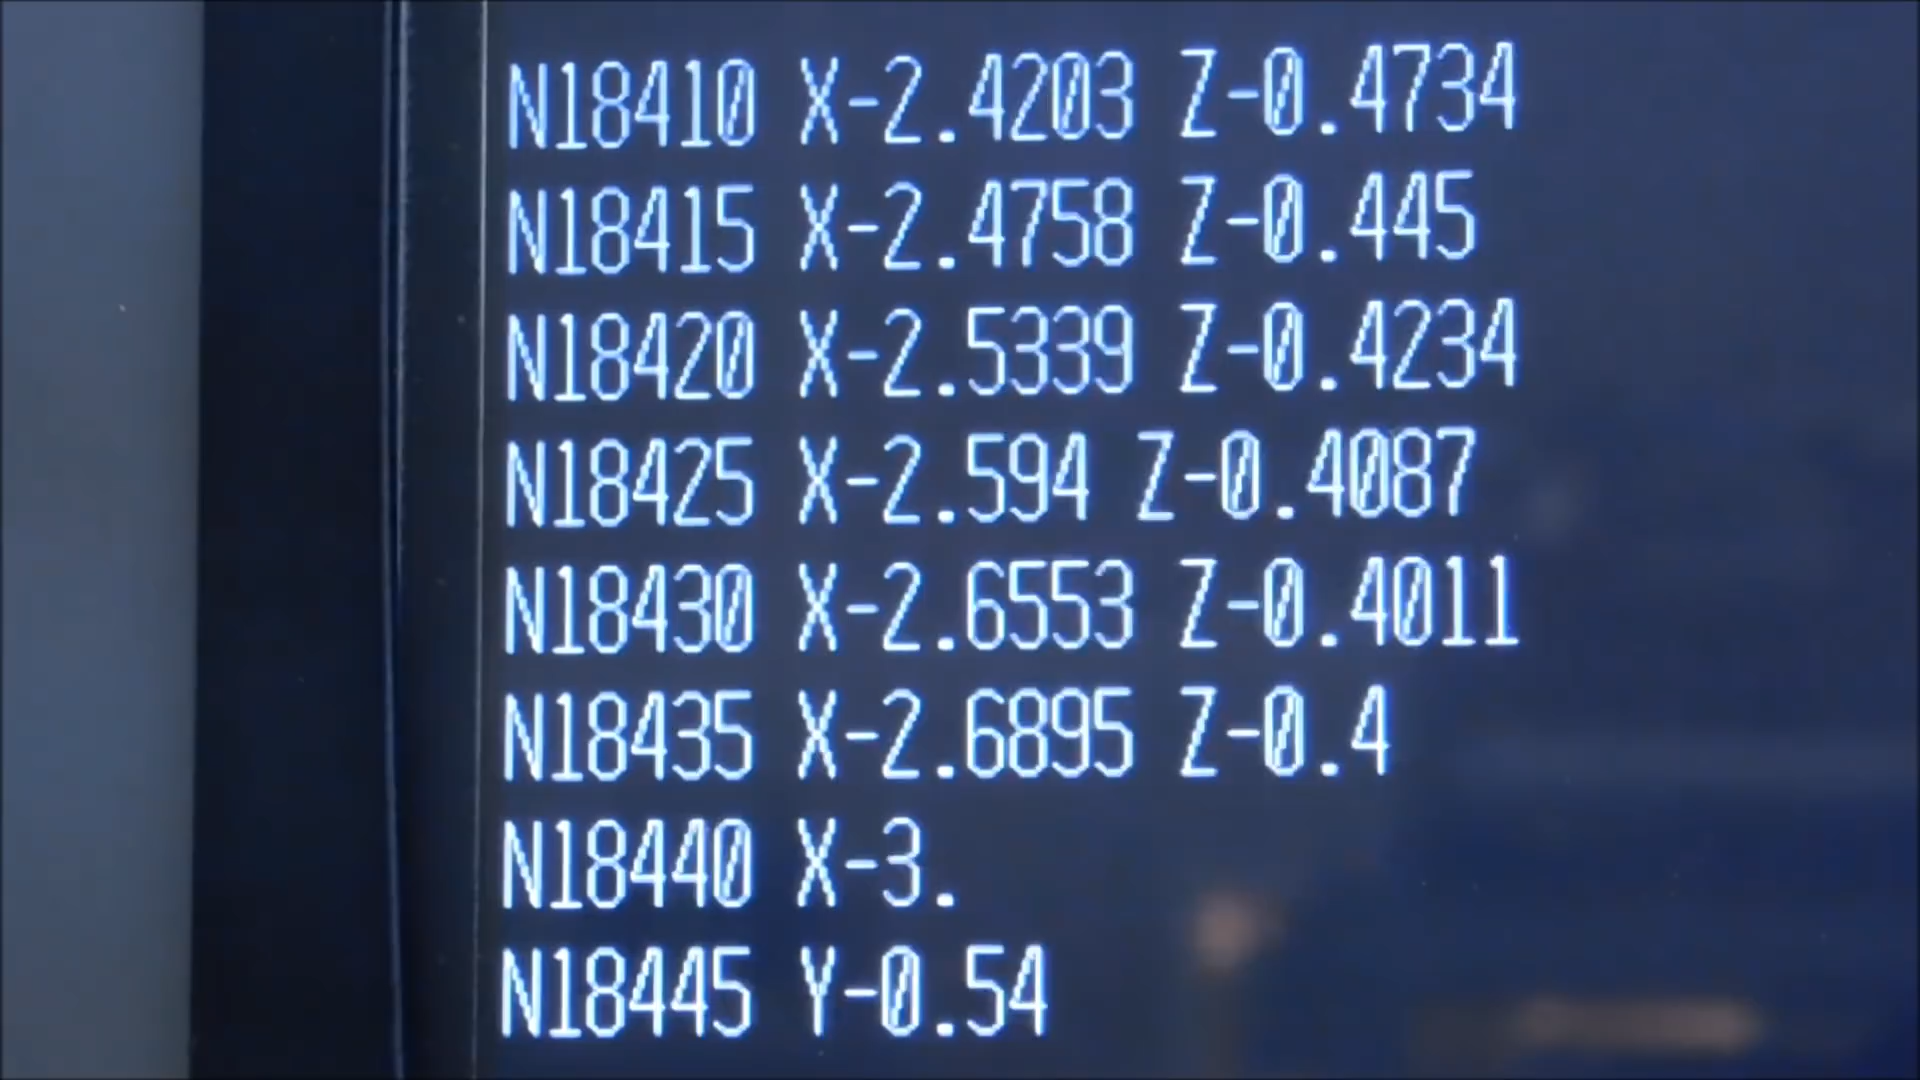 N18410 X-2.4203 Z-0.4734
N18415 X-2.4758 Z-0.445
N18420 X-2.5339 Z-0.4234
N18425 X-2.594 Z-0.4087
N18430 X-2.6553 Z-0.4011
N18435 X-2.6895 Z-0.4
N18440 X-3.
N18445 Y-0.54